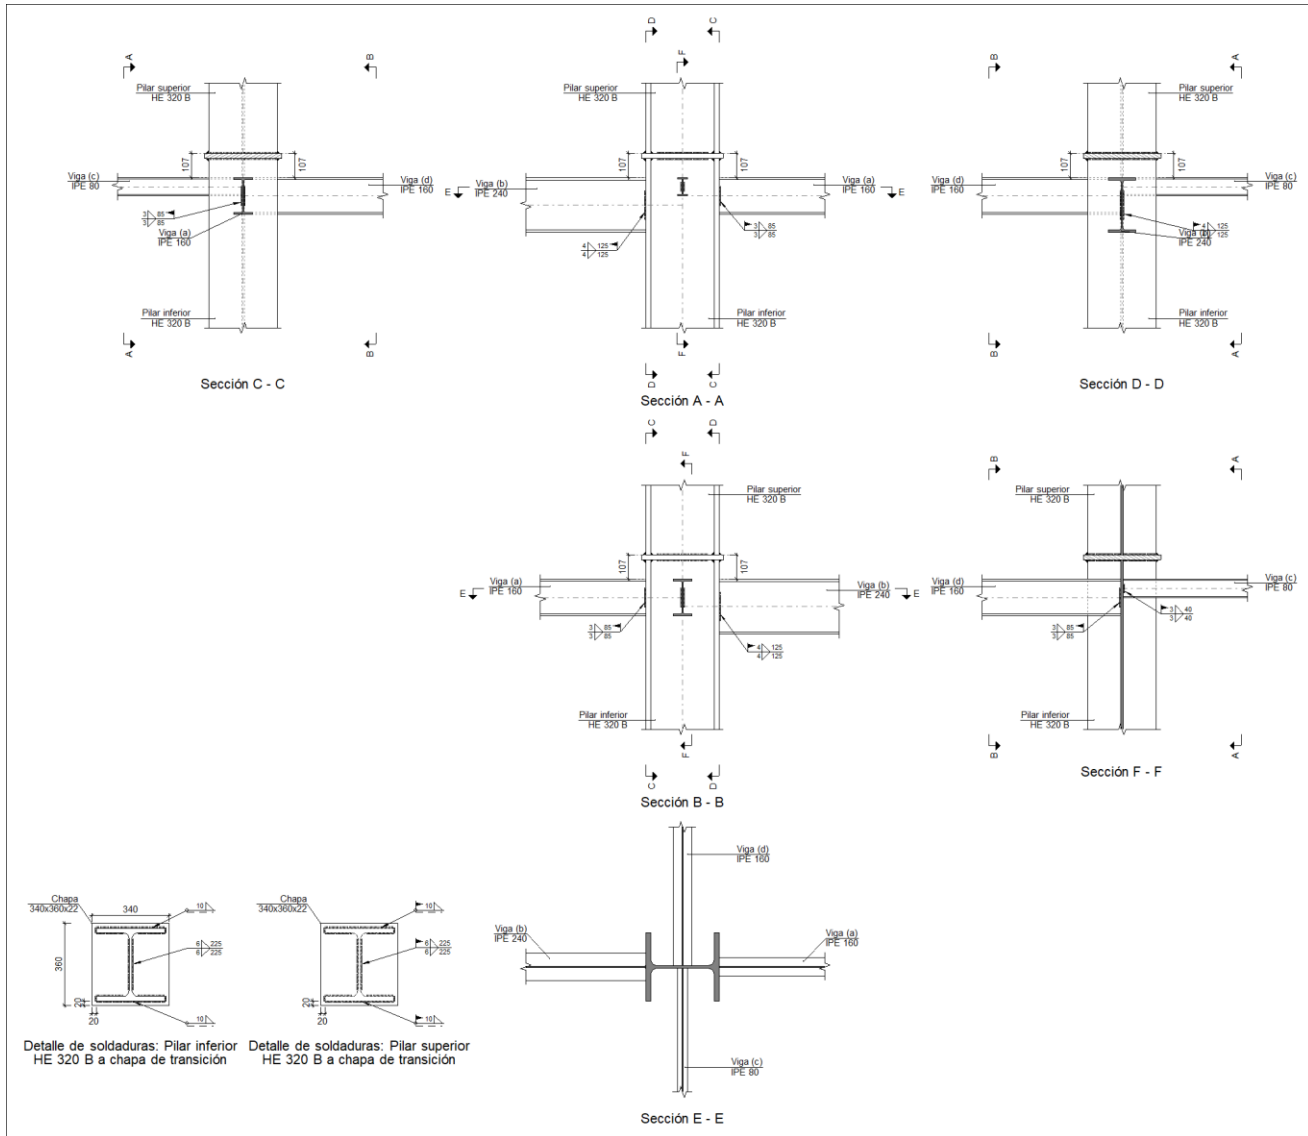 A
B
Pilar superior
HE 320 B
107
107
Viga (c)
IPE 80
Viga (d)
IPE 160
3 85
3 85
Viga (a)
IPE 160
Pilar inferior
HE 320 B
A
B
Sección C - C
D
C
F
Pilar superior
HE 320 B
107
E
Viga (b)
IPE 240
Viga (a)
IPE 160
E
3 85
3 85
4 125
4 125
Pilar inferior
HE 320 B
F
D
C
Sección A - A
B
A
Pilar superior
HE 320 B
107
107
Viga (d)
IPE 160
Viga (c)
IPE 80
4 125
125
Viga (b)
IPE 240
Pilar inferior
HE 320 B
B
A
Sección D - D
C
D
F
Pilar superior
HE 320 B
107
107
E
Viga (a)
IPE 160
Viga (b)
IPE 240
E
3 85
3 85
4 125
4 125
Pilar inferior
HE 320 B
F
C
D
Sección B - B
B
A
Pilar superior
HE 320 B
Viga (d)
IPE 160
Viga (c)
IPE 80
3 40
3 40
3 85
3 85
Pilar inferior
HE 320 B
B
A
Sección F - F
Chapa
340x360x22
340
10
6 225
6 225
360
20
20
10
Detalle de soldaduras: Pilar inferior
HE 320 B a chapa de transición
Chapa
340x360x22
10
6 225
6 225
20
20
10
Detalle de soldaduras: Pilar superior
HE 320 B a chapa de transición
Viga (d)
IPE 160
Viga (b)
IPE 240
Viga (a)
IPE 160
Viga (c)
IPE 80
Sección E - E